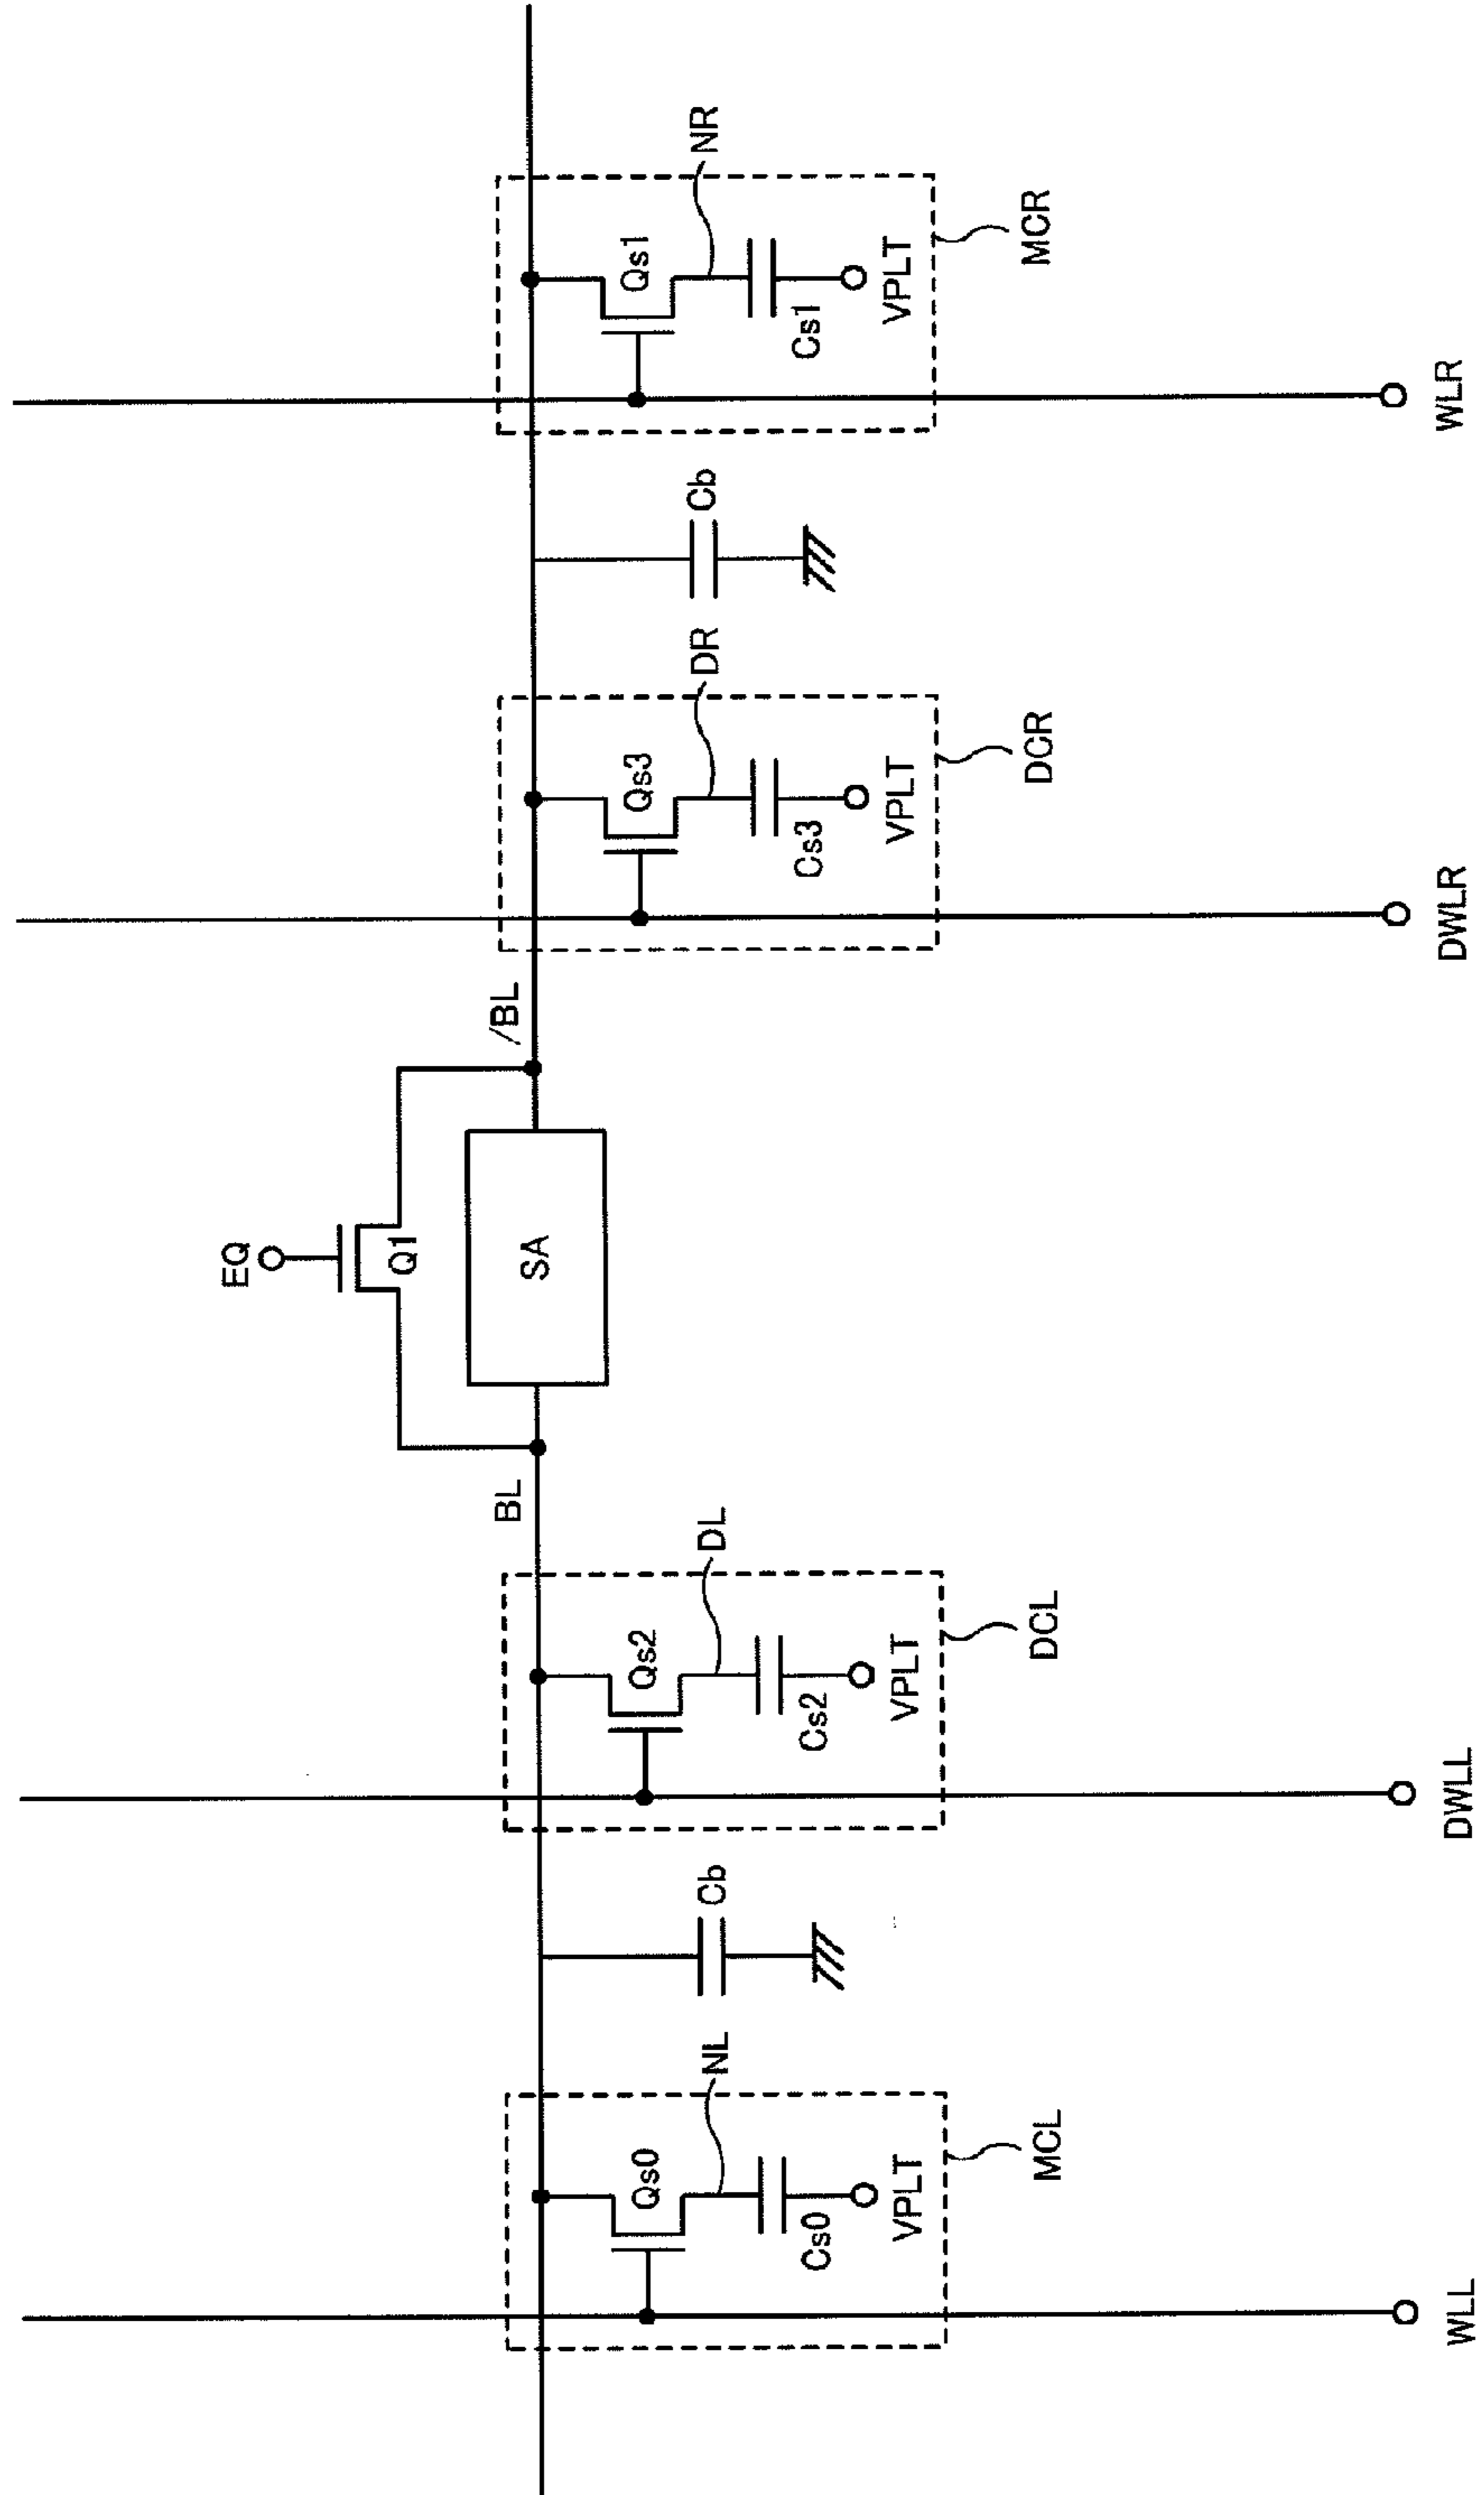 EQ
Q1
SA
BL
/BL
Qs0
NL
Cs0
VPLT
MCL
WLL
Cb
Qs2
DL
Cs2
VPLT
DCL
DWLL
Qs3
DR
Cs3
VPLT
DCR
DWLR
Cb
Qs1
NR
Cs1
VPLT
MCR
WLR